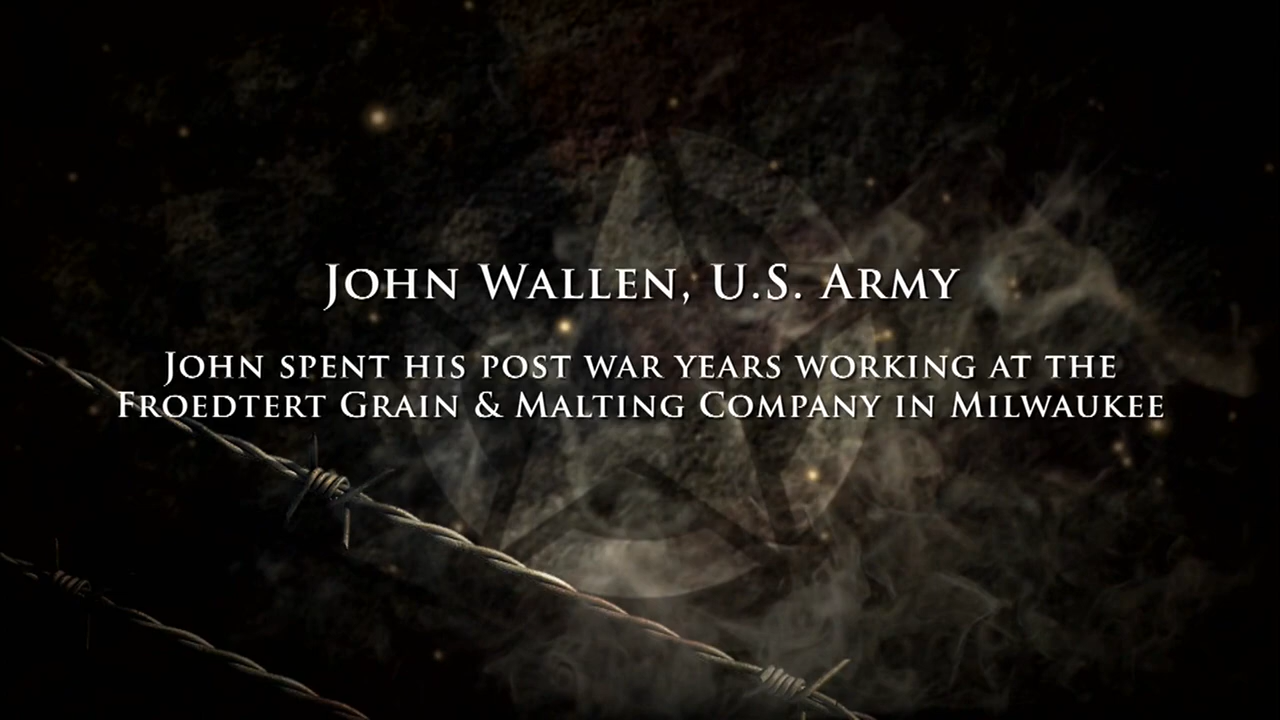 John Wallen, U.S. Army
John spent his post war years working at the
Froedtert Grain & Malting Company in Milwaukee